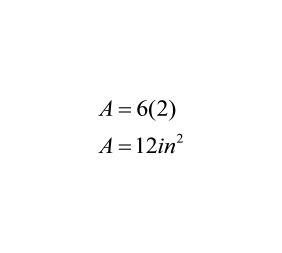 A = 6(2)
A = 12in²